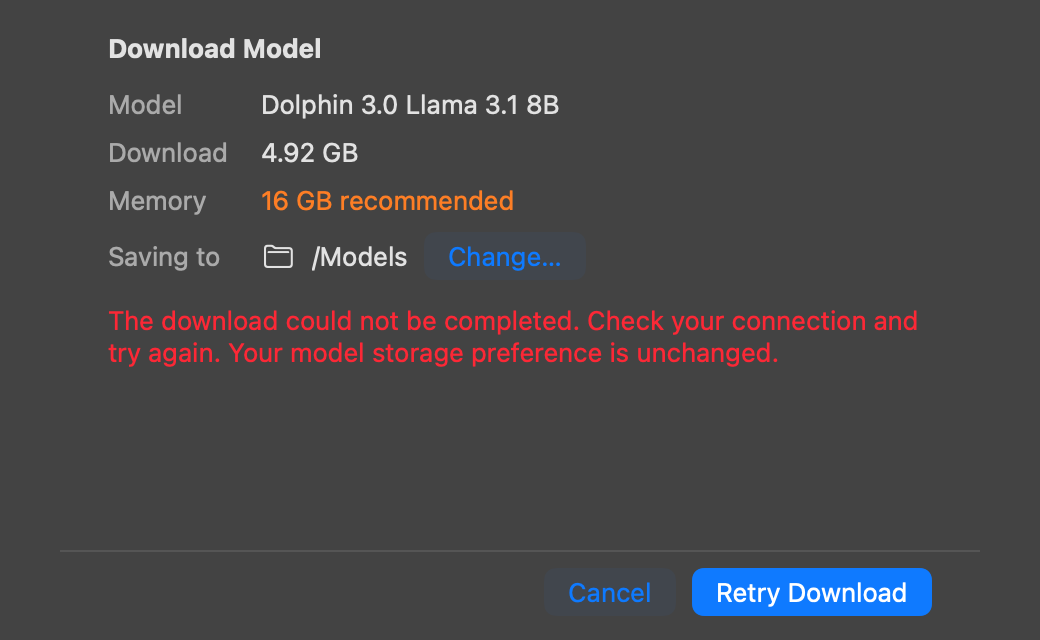 Download Model
Model Dolphin 3.0 Llama 3.1 8B
Download 4.92 GB
Memory 16 GB recommended
Saving to /Models Change...
The download could not be completed. Check your connection and
try again. Your model storage preference is unchanged.
Cancel Retry Download